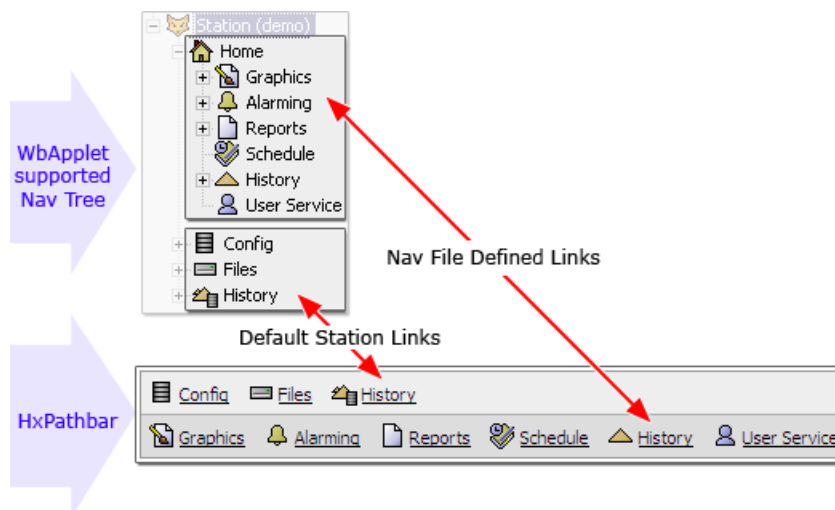 Station (demo)
Home
Graphics
Alarming
Reports
Schedule
History
User Service
WbApplet
supported
Nav Tree
Config
Files
History
Nav File Defined Links
Default Station Links
HxPathbar
Config Files History
Graphics Alarming Reports Schedule History User Service